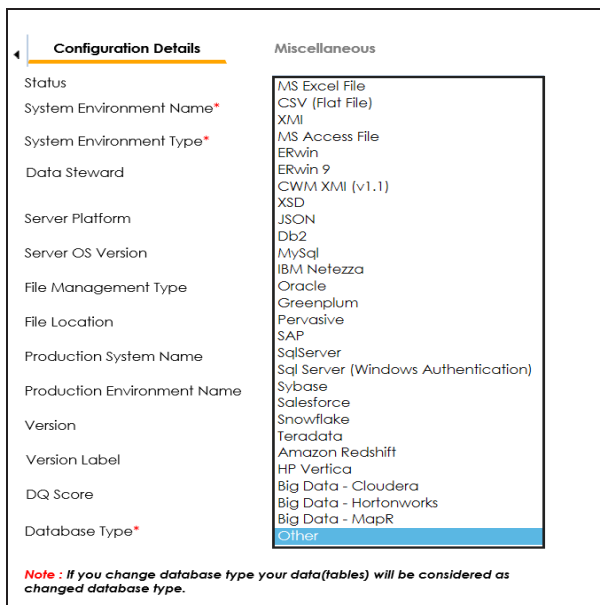 Configuration Details
Miscellaneous
Status
System Environment Name*
System Environment Type*
Data Steward
Server Platform
Server OS Version
File Management Type
File Location
Production System Name
Production Environment Name
Version
Version Label
DQ Score
Database Type*
MS Excel File
CSV (Flat File)
XMI
MS Access File
ERwin
ERwin 9
CWM XMI (v1.1)
XSD
JSON
Db2
MySql
IBM Netezza
Oracle
Greenplum
Pervasive
SAP
SqlServer
Sql Server (Windows Authentication)
Sybase
Salesforce
Snowflake
Teradata
Amazon Redshift
HP Vertica
Big Data - Cloudera
Big Data - Hortonworks
Big Data - MapR
Other
Note : If you change database type your data(tables) will be considered as
changed database type.